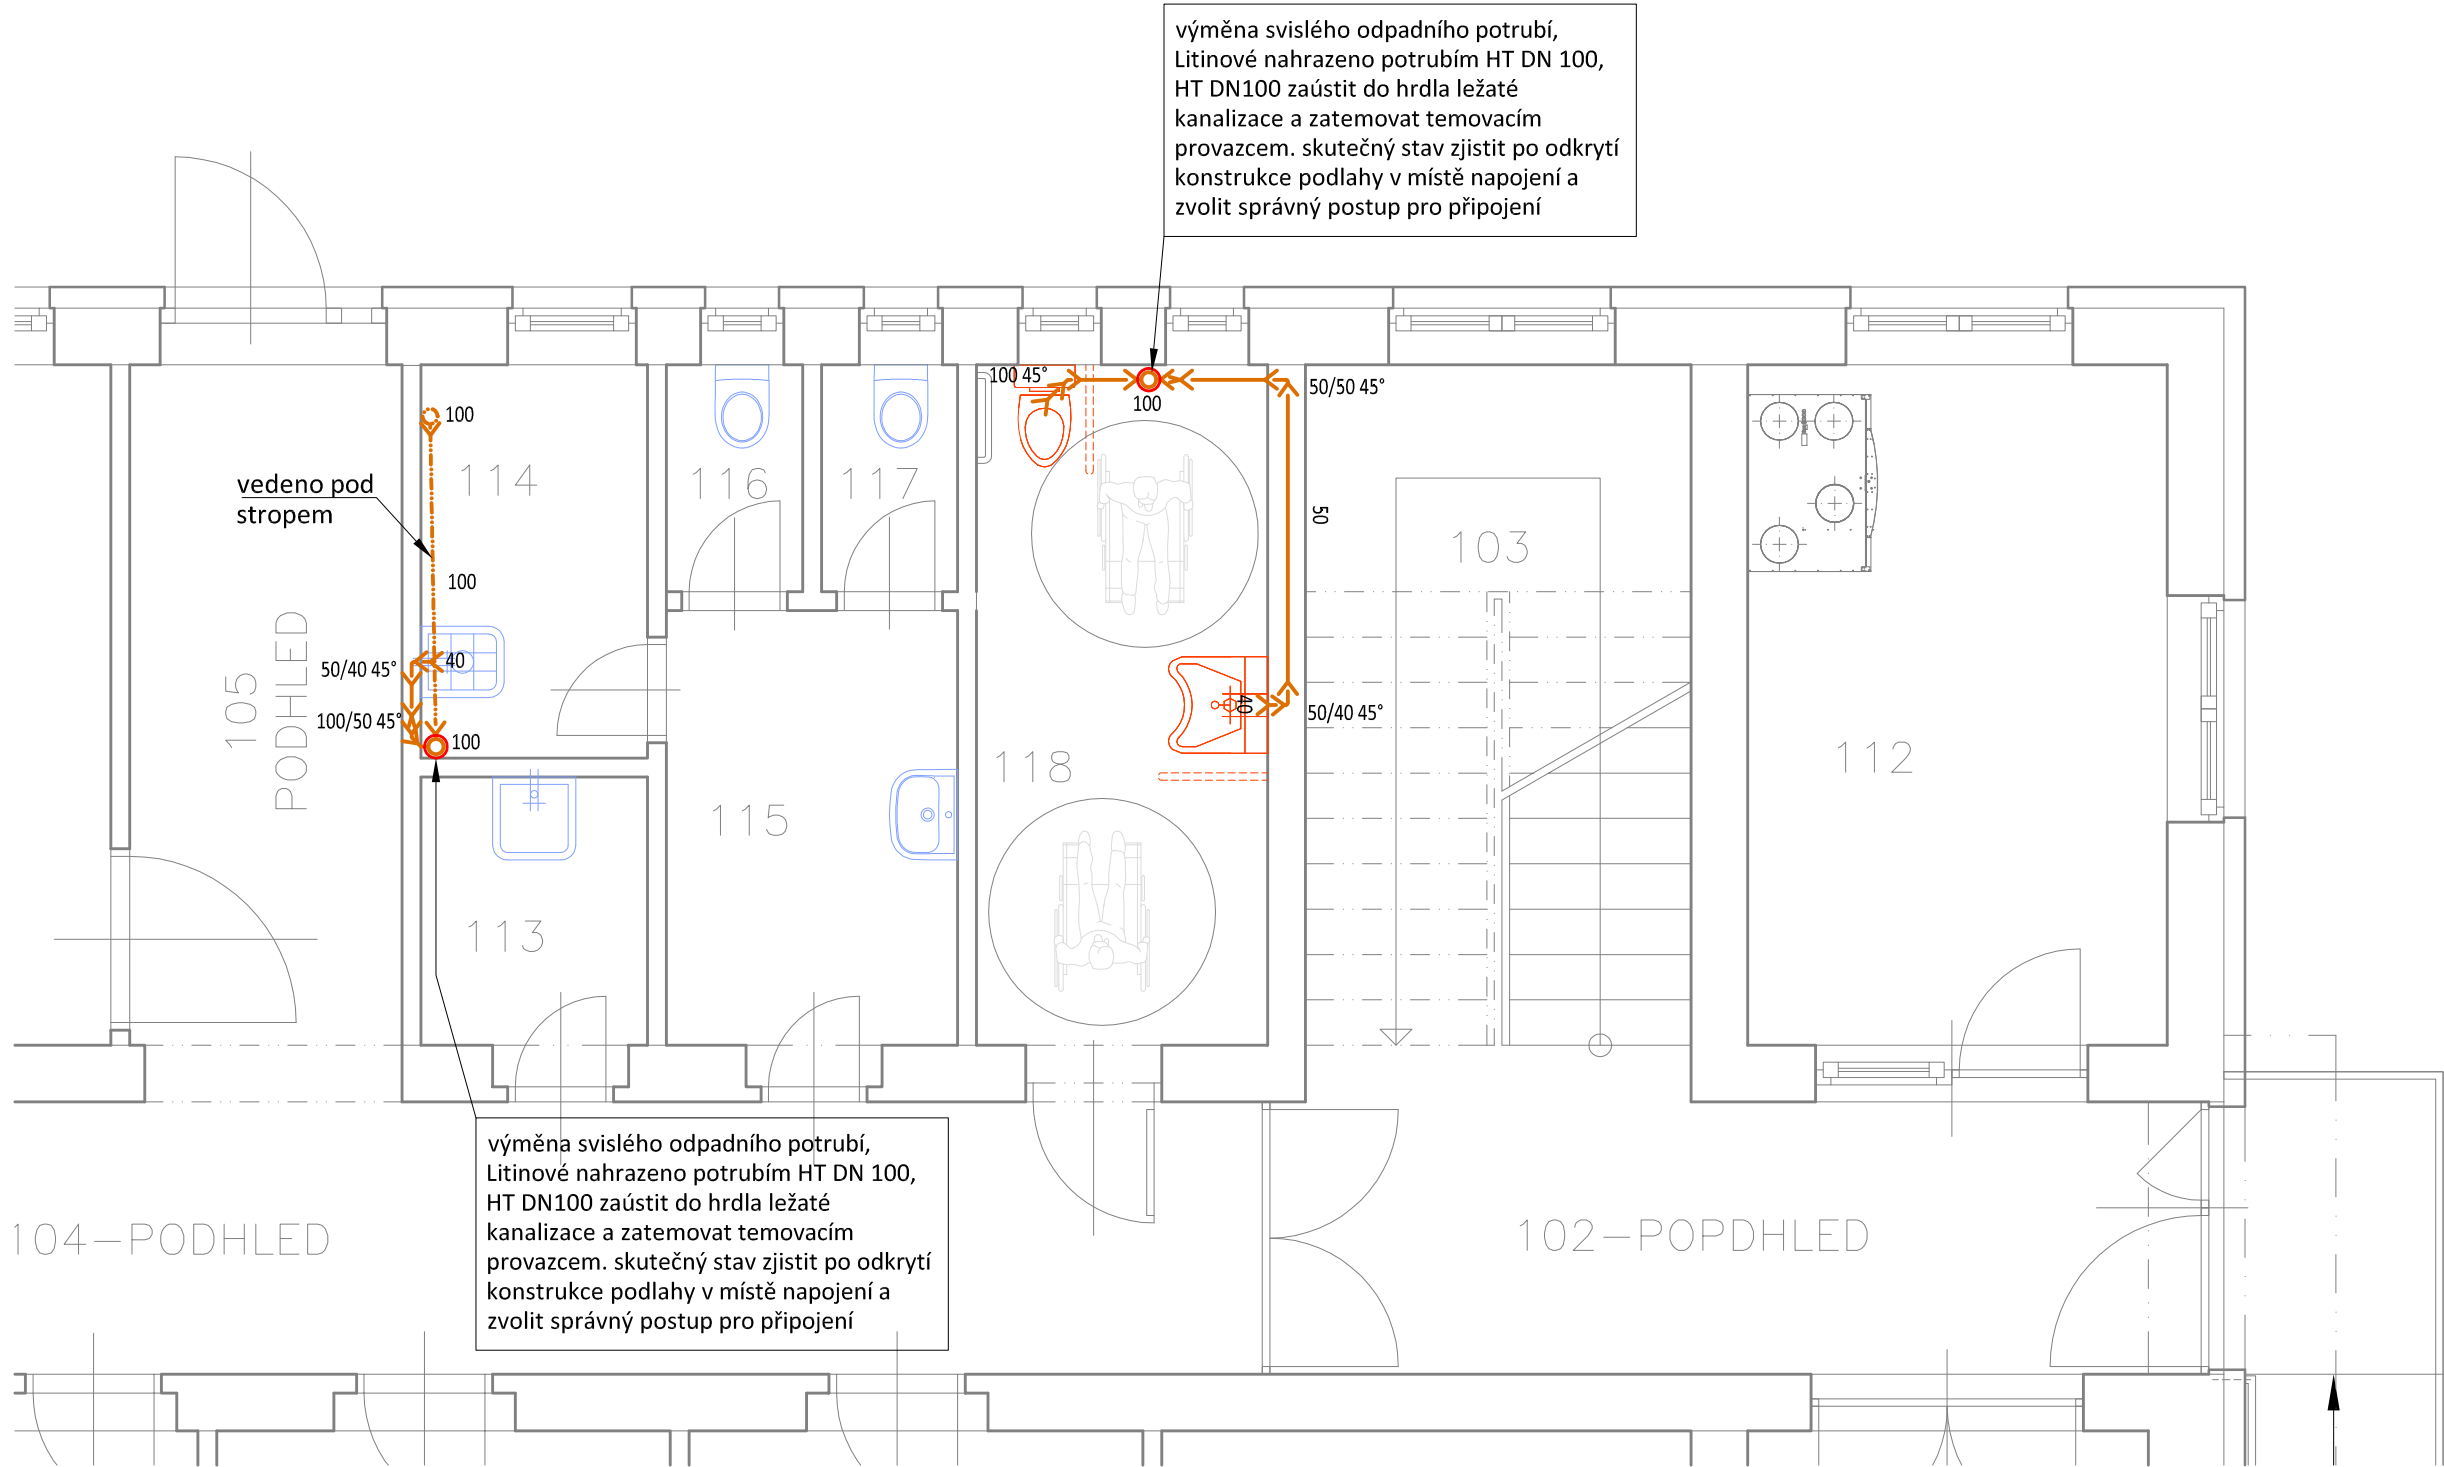 výměna svislého odpadního potrubí,
Litinové nahrazeno potrubím HT DN 100,
HT DN100 zaústit do hrdla ležaté
kanalizace a zatemovat temovacím
provazcem. skutečný stav zjistit po odkrytí
konstrukce podlahy v místě napojení a
zvolit správný postup pro připojení
100 45°
100
50/50 45°
100
114
116
117
vedeno pod
stropem
50
103
100
105
PODHLED
50/40 45°
40
100/50 45°
100
40
50/40 45°
118
112
115
113
výměna svislého odpadního potrubí,
Litinové nahrazeno potrubím HT DN 100,
HT DN100 zaústit do hrdla ležaté
kanalizace a zatemovat temovacím
provazcem. skutečný stav zjistit po odkrytí
konstrukce podlahy v místě napojení a
zvolit správný postup pro připojení
104-PODHLED
102-POPDHLED